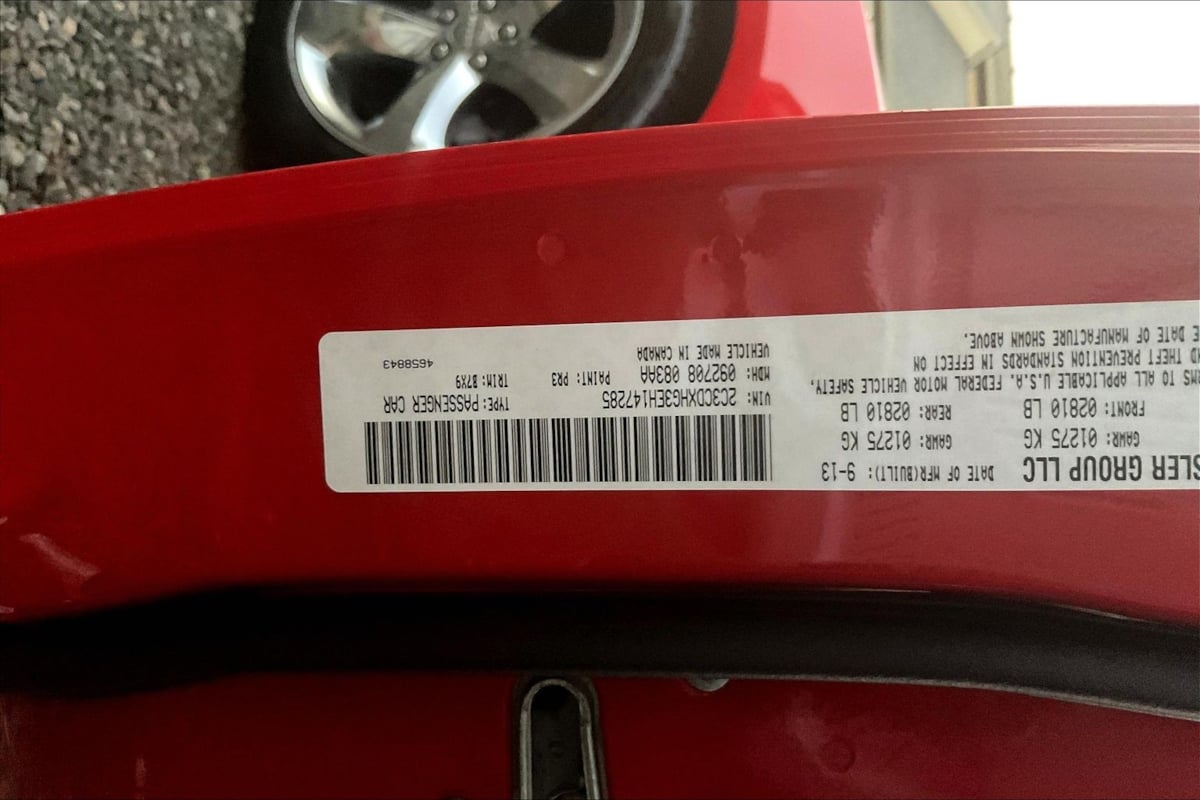 SLER GROUP LLC DATE OF MFR(BUILT): 9-13
GAWR: 01275 KG GAWR: 01275 KG
FRONT: 02810 LB REAR: 02810 LB
RMS TO ALL APPLICABLE U.S.A. FEDERAL MOTOR VEHICLE SAFETY,
ND THEFT PREVENTION STANDARDS IN EFFECT ON
E DATE OF MANUFACTURE SHOWN ABOVE.
VIN: 2C3CDXHG3EH147285 TYPE: PASSENGER CAR
MDH: 092708 083AA PAINT: PR3 TRIM: B7X9
VEHICLE MADE IN CANADA 4658843